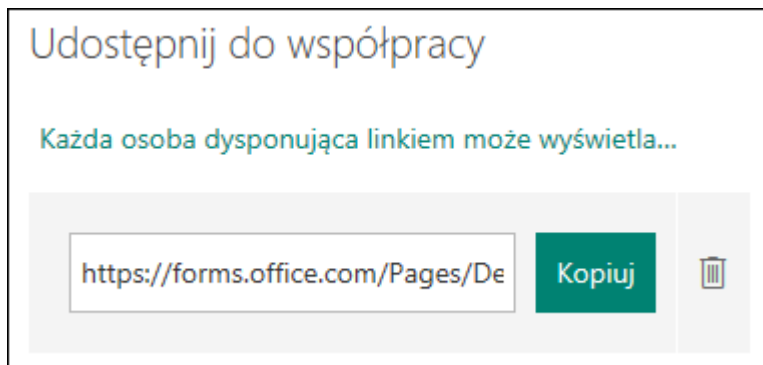 Udostępnij do współpracy
Każda osoba dysponująca linkiem może wyświetla...
https://forms.office.com/Pages/De
Kopiuj